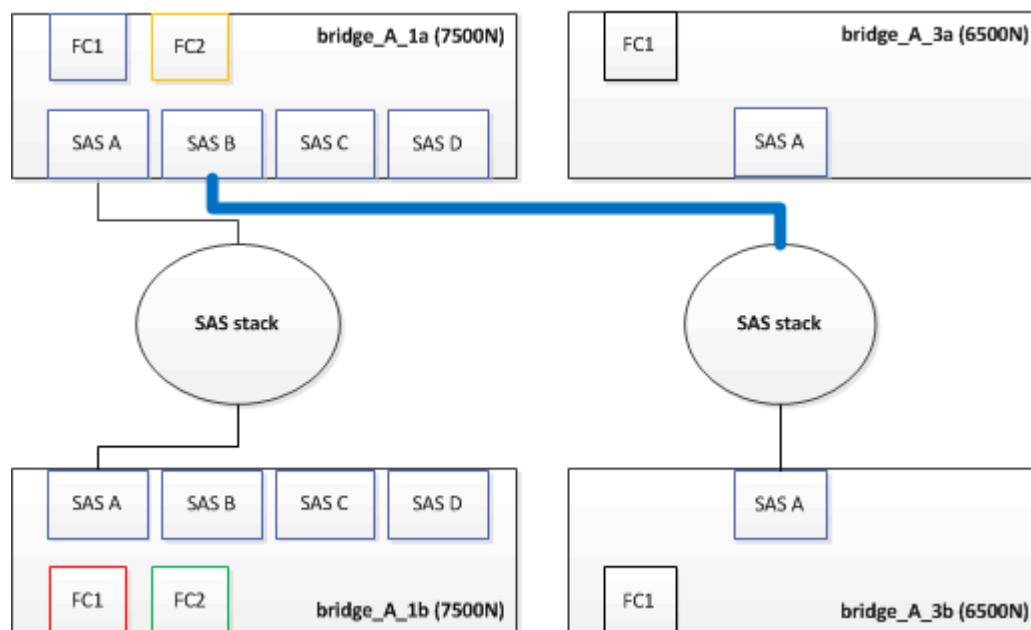 FC1
FC2
bridge_A_1a (7500N)
SAS A
SAS B
SAS C
SAS D
FC1
bridge_A_3a (6500N)
SAS A
SAS stack
SAS stack
SAS A
SAS B
SAS C
SAS D
FC1
FC2
bridge_A_1b (7500N)
SAS A
FC1
bridge_A_3b (6500N)